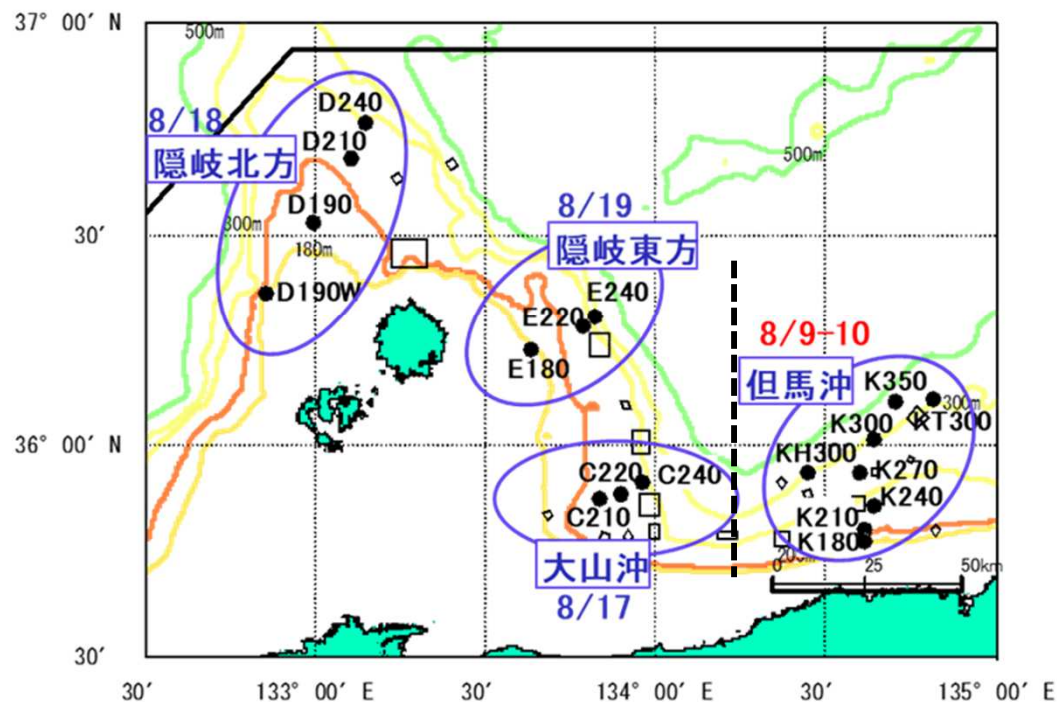 37° 00′ N
500m
D240
8/18
D210
隠岐北方
500m
D190
8/19
300m
30′
180m
隠岐東方
D190W
E240
E220
8/9-10
E180
但馬沖
K350
300m
K300
KT300
36° 00′ N
KH300
C220
C240
K270
C210
K240
K210
K180
大山沖
200m
0
25
50km
8/17
30′
30′
133° 00′ E
30′
134° 00′ E
30′
135° 00′ E